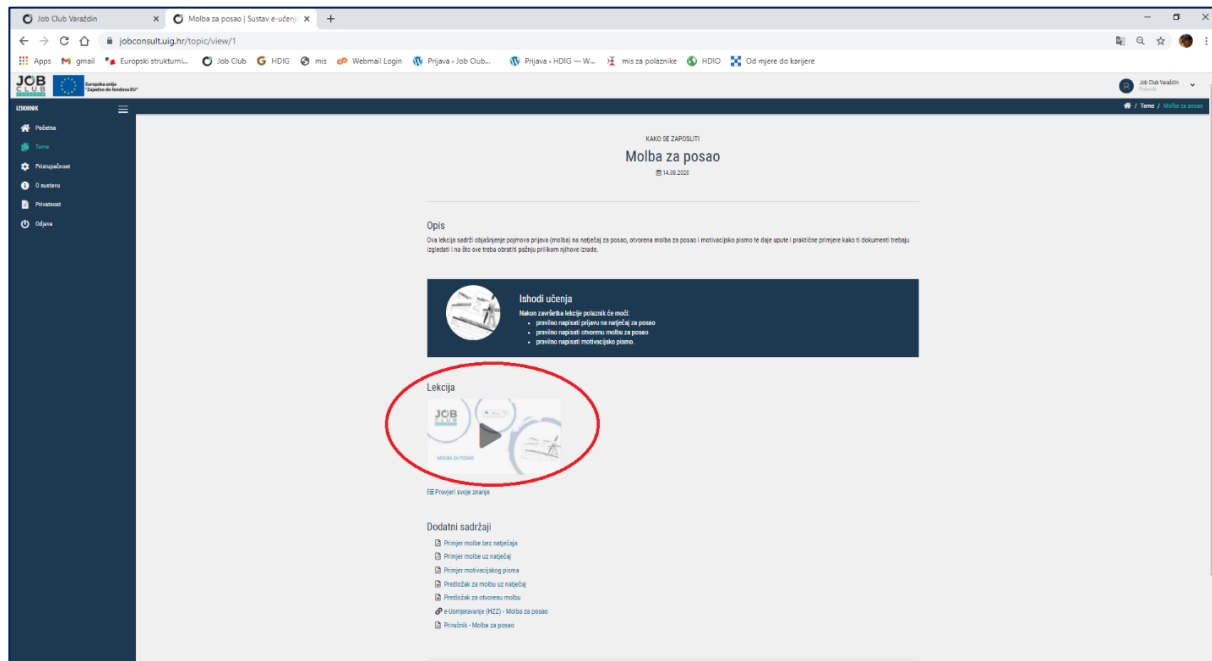 Job Club Varaždin
Molba za posao | Sustav e-učenj
jobconsult.uig.hr/topic/view/1
Apps
gmail
Europski strukturni...
Job Club
HDIG
mis
Webmail Login
Prijava ‹ Job Club...
Prijava ‹ HDIG — W...
mis za polaznike
HDIO
Od mjere do karijere
JOB
CLUB
Europska unija
"Zajedno do fondova EU"
Job Club Varaždin
Polaznik
IZBORNIK
/ Teme / Molba za posao
Početna
Teme
Pristupačnost
O sustavu
Privatnost
Odjava
KAKO SE ZAPOSLITI
Molba za posao
14.08.2020
Opis
Ova lekcija sadrži objašnjenje pojmova prijava (molba) na natječaj za posao, otvorena molba za posao i motivacijsko pismo te daje upute i praktične primjere kako ti dokumenti trebaju
izgledati i na što sve treba obratiti pažnju prilikom njihove izrade.
Ishodi učenja
Nakon završetka lekcije polaznik će moći:
• pravilno napisati prijavu na natječaj za posao
• pravilno napisati otvorenu molbu za posao
• pravilno napisati motivacijsko pismo.
Lekcija
JOB
CLUB
MOLBA ZA POSAO
Provjeri svoje znanje
Dodatni sadržaji
Primjer molbe bez natječaja
Primjer molbe uz natječaj
Primjer motivacijskog pisma
Predložak za molbu uz natječaj
Predložak za otvorenu molbu
e-Usmjeravanje (HZZ) - Molba za posao
Priručnik - Molba za posao